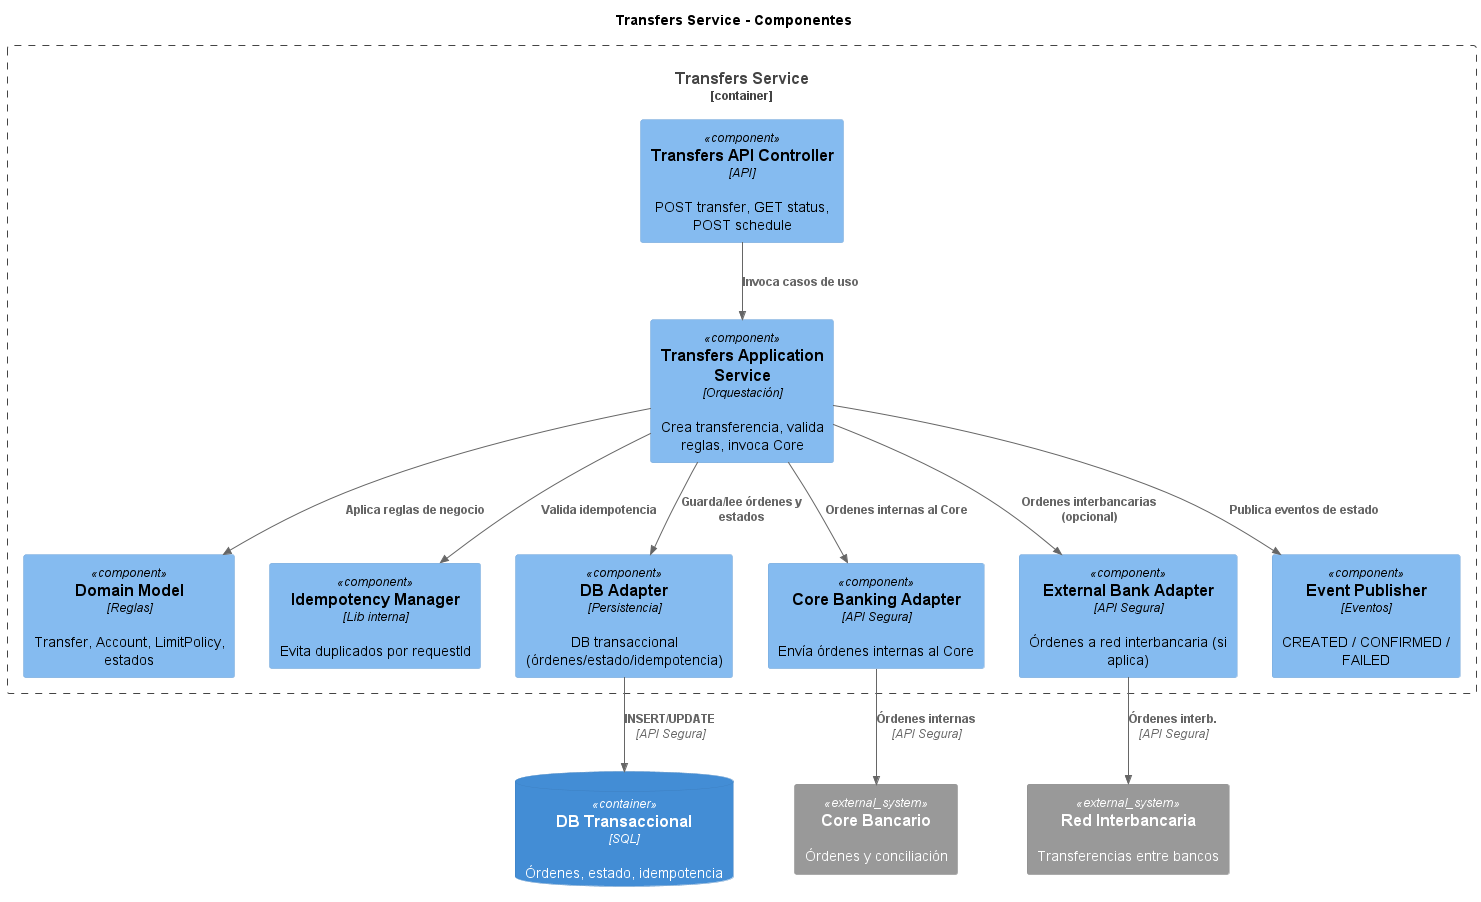 Transfers Service - Componentes
Transfers Service
[container]
«component»
Transfers API Controller
[API]
POST transfer, GET status,
POST schedule
Invoca casos de uso
«component»
Transfers Application
Service
[Orquestación]
Crea transferencia, valida
reglas, invoca Core
Aplica reglas de negocio
Valida idempotencia
Guarda/lee órdenes y
estados
Ordenes internas al Core
Ordenes interbancarias
(opcional)
Publica eventos de estado
«component»
Domain Model
[Reglas]
Transfer, Account, LimitPolicy,
estados
«component»
Idempotency Manager
[Lib interna]
Evita duplicados por requestId
«component»
DB Adapter
[Persistencia]
DB transaccional
(órdenes/estado/idempotencia)
«component»
Core Banking Adapter
[API Segura]
Envía órdenes internas al Core
«component»
External Bank Adapter
[API Segura]
Órdenes a red interbancaria (si
aplica)
«component»
Event Publisher
[Eventos]
CREATED / CONFIRMED /
FAILED
INSERT/UPDATE
[API Segura]
Órdenes internas
[API Segura]
Órdenes interb.
[API Segura]
«container»
DB Transaccional
[SQL]
Órdenes, estado, idempotencia
«external_system»
Core Bancario
Órdenes y conciliación
«external_system»
Red Interbancaria
Transferencias entre bancos